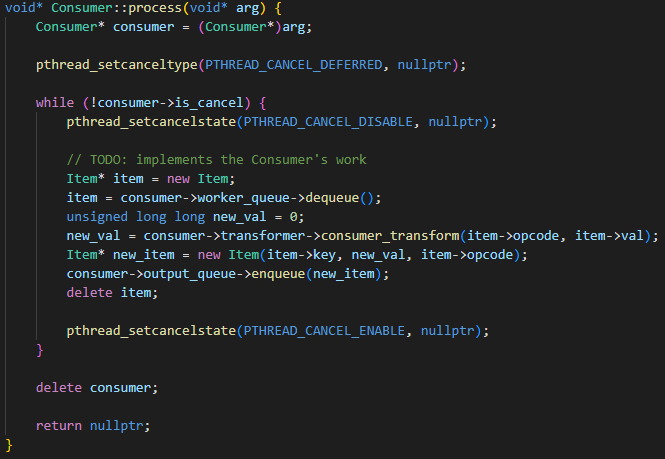 void* Consumer::process(void* arg) {
    Consumer* consumer = (Consumer*)arg;

    pthread_setcanceltype(PTHREAD_CANCEL_DEFERRED, nullptr);

    while (!consumer->is_cancel) {
        pthread_setcancelstate(PTHREAD_CANCEL_DISABLE, nullptr);

        // TODO: implements the Consumer's work
        Item* item = new Item;
        item = consumer->worker_queue->dequeue();
        unsigned long long new_val = 0;
        new_val = consumer->transformer->consumer_transform(item->opcode, item->val);
        Item* new_item = new Item(item->key, new_val, item->opcode);
        consumer->output_queue->enqueue(new_item);
        delete item;

        pthread_setcancelstate(PTHREAD_CANCEL_ENABLE, nullptr);
    }

    delete consumer;

    return nullptr;
}